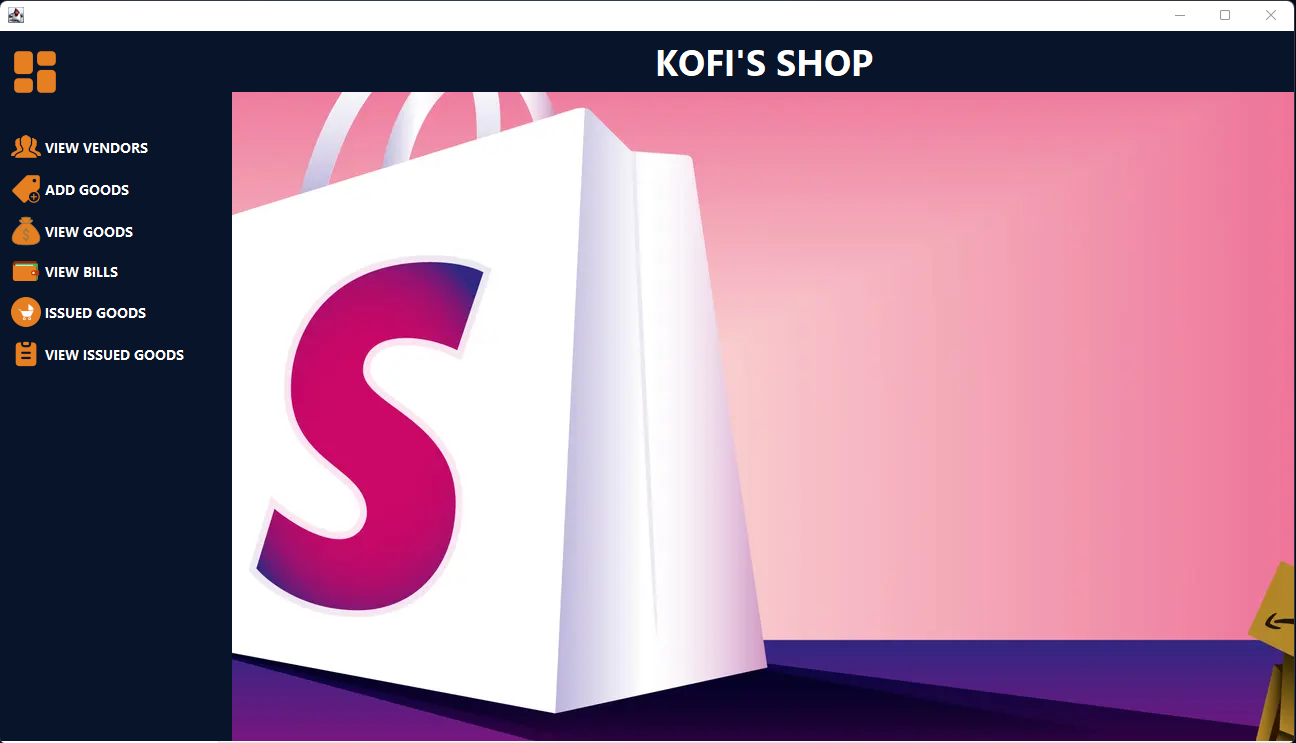 KOFI'S SHOP
VIEW VENDORS
ADD GOODS
VIEW GOODS
VIEW BILLS
ISSUED GOODS
VIEW ISSUED GOODS
S